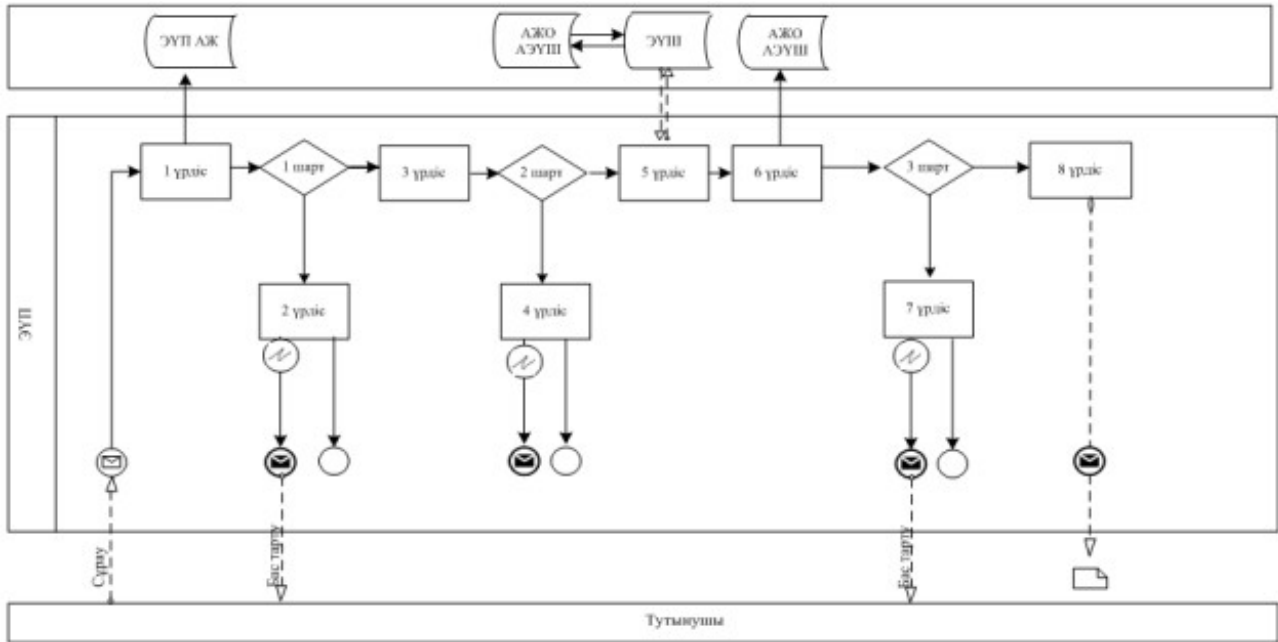 ЭҮП АЖ
АЖО
АЭҮШ
ЭҮШ
АЖО
АЭҮШ
1 үрдіс
1 шарт
3 үрдіс
2 шарт
5 үрдіс
6 үрдіс
3 шарт
8 үрдіс
2 үрдіс
4 үрдіс
7 үрдіс
ЭҮП
Сұрау
Бас тарту
Бас тарту
Тутынушы